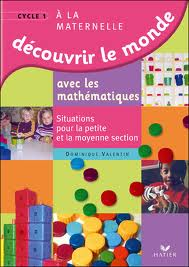 CYCLE 1
À LA
MATERNELLE
découvrir le monde
avec les
mathématiques
Situations
pour la petite
et la moyenne section
DOMINIQUE VALENTIN
HATIER